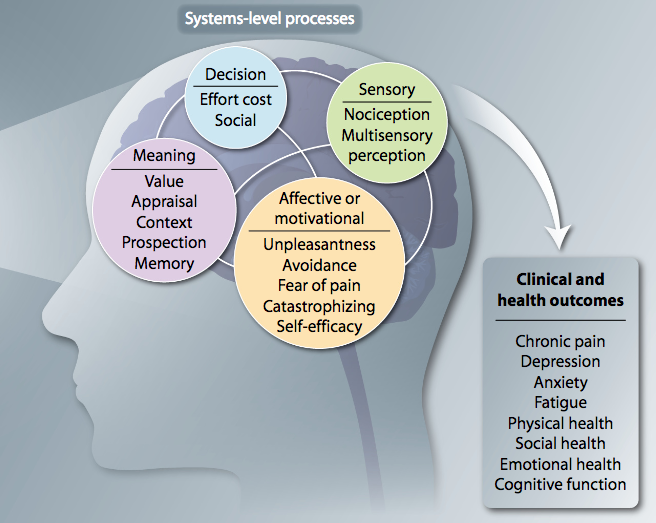 Systems-level processes
Decision
Effort cost
Social
Sensory
Nociception
Multisensory
perception
Meaning
Value
Appraisal
Context
Prospection
Memory
Affective or
motivational
Unpleasantness
Avoidance
Fear of pain
Catastrophizing
Self-efficacy
Clinical and
health outcomes
Chronic pain
Depression
Anxiety
Fatigue
Physical health
Social health
Emotional health
Cognitive function